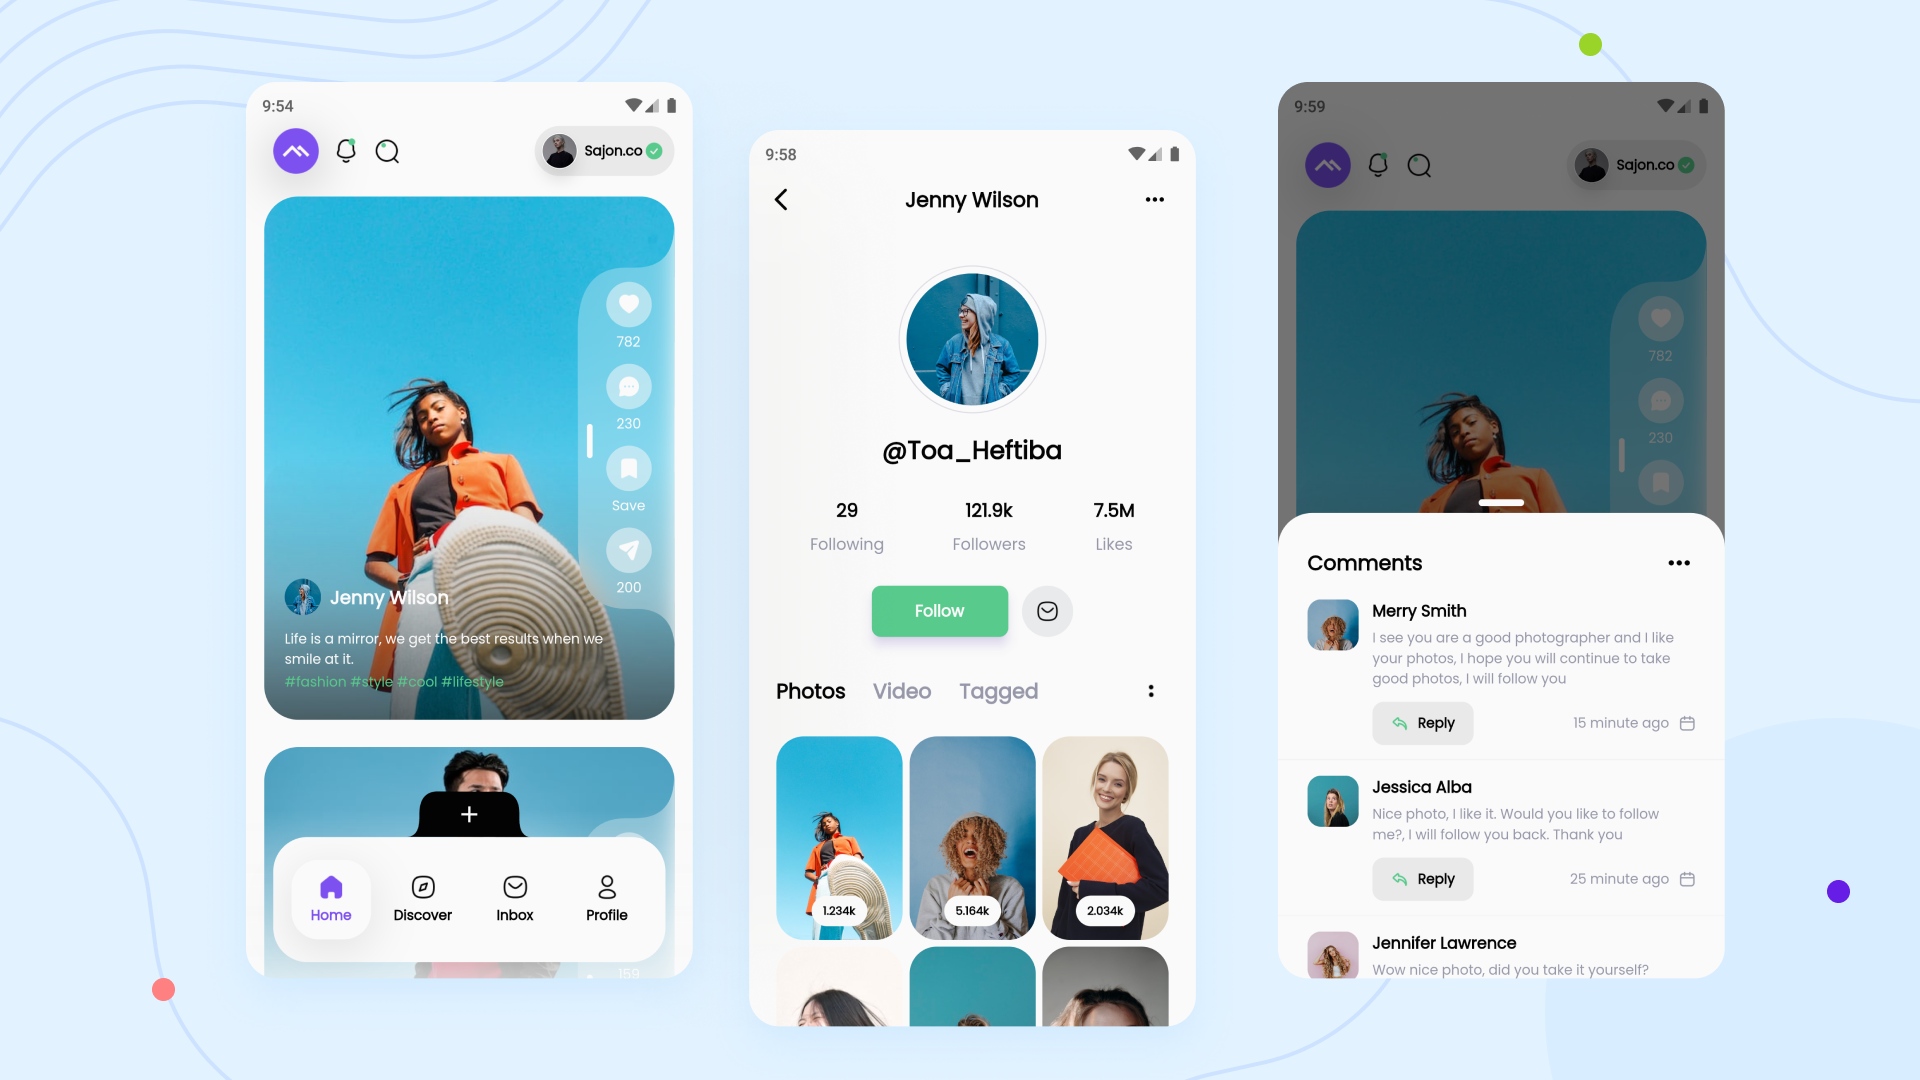 9:54
Sajon.co
782
230
Save
200
Jenny Wilson
Life is a mirror, we get the best results when we
smile at it.
#fashion #style #cool #lifestyle
+
Home Discover Inbox Profile
159
9:58
Jenny Wilson
@Toa_Heftiba
29 121.9k 7.5M
Following Followers Likes
Follow
Photos Video Tagged
1.234k 5.164k 2.034k
9:59
Sajon.co
782
230
Comments
Merry Smith
I see you are a good photographer and I like
your photos, I hope you will continue to take
good photos, I will follow you
Reply 15 minute ago
Jessica Alba
Nice photo, I like it. Would you like to follow
me?, I will follow you back. Thank you
Reply 25 minute ago
Jennifer Lawrence
Wow nice photo, did you take it yourself?